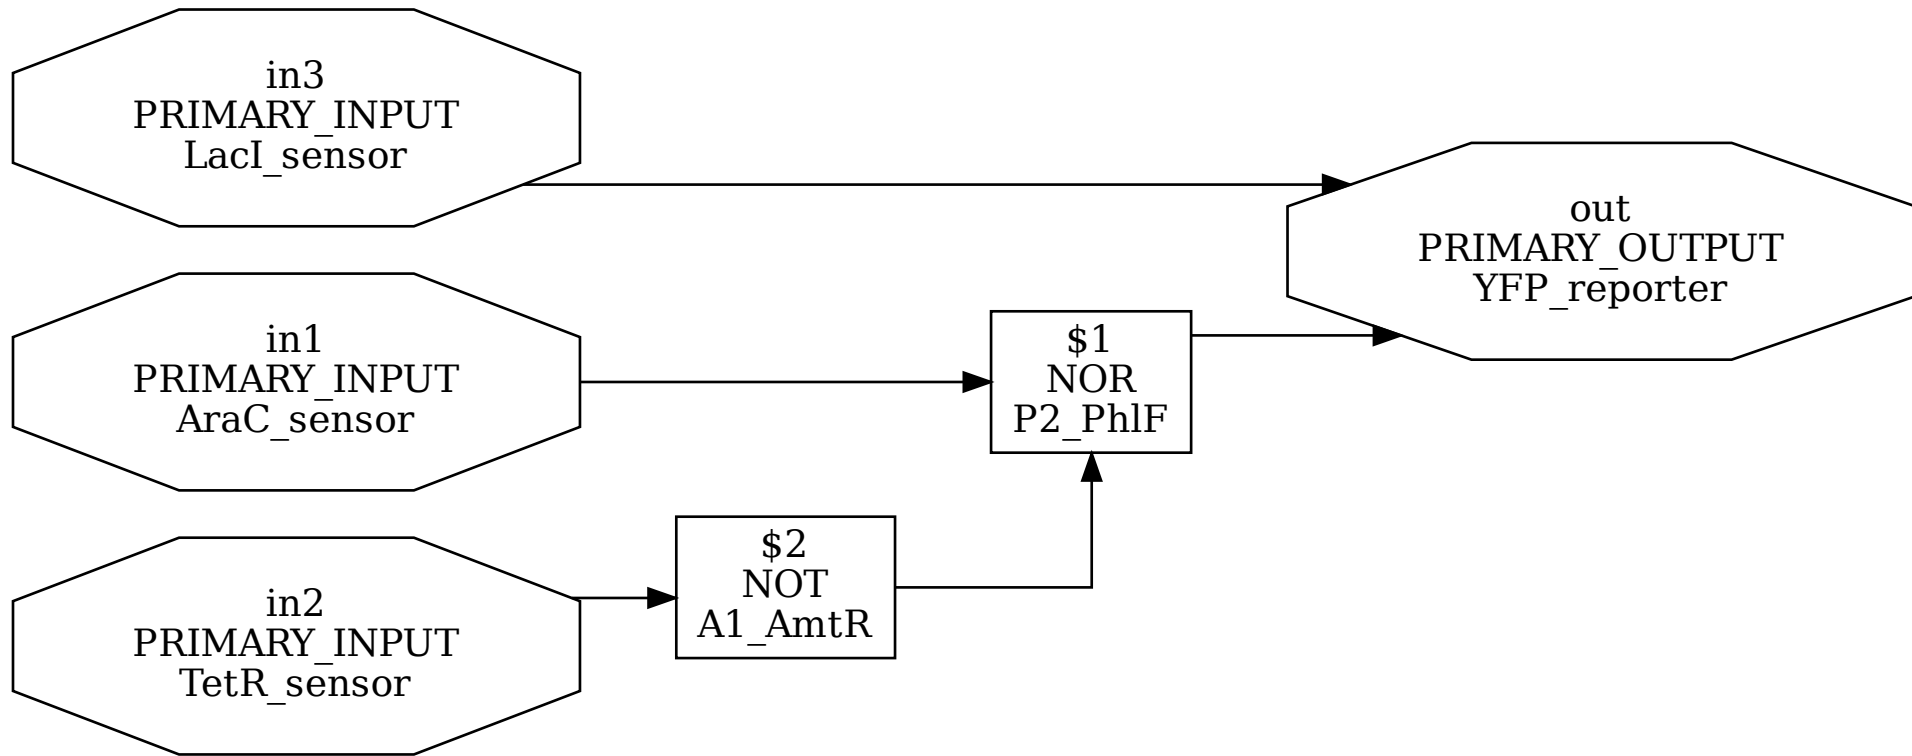 in3
PRIMARY_INPUT
LacI_sensor
in1
PRIMARY_INPUT
AraC_sensor
in2
PRIMARY_INPUT
TetR_sensor
$2
NOT
A1_AmtR
$1
NOR
P2_PhlF
out
PRIMARY_OUTPUT
YFP_reporter